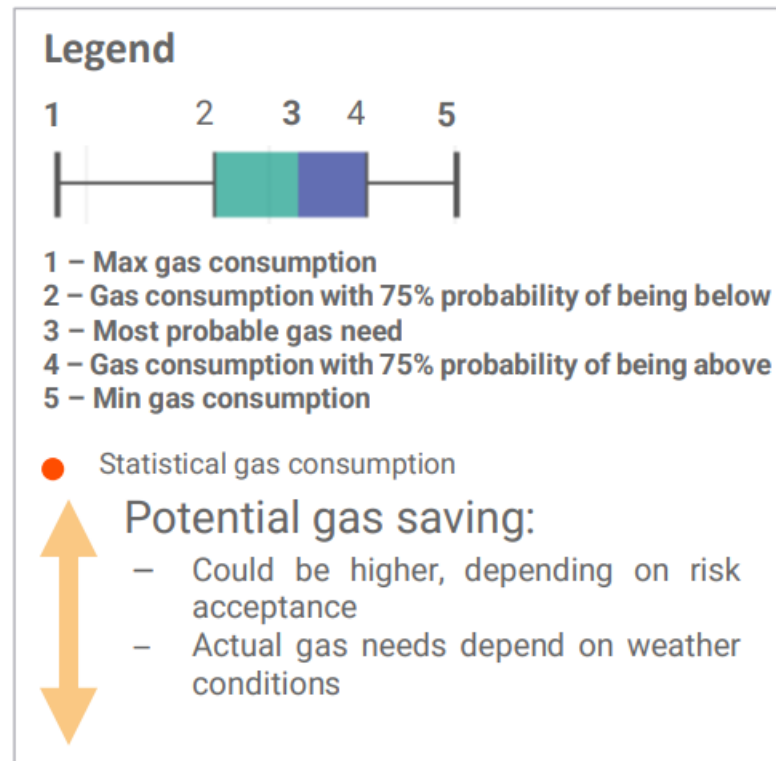 Legend
1 2 3 4 5
1 – Max gas consumption
2 – Gas consumption with 75% probability of being below
3 – Most probable gas need
4 – Gas consumption with 75% probability of being above
5 – Min gas consumption
Statistical gas consumption
Potential gas saving:
– Could be higher, depending on risk
acceptance
– Actual gas needs depend on weather
conditions